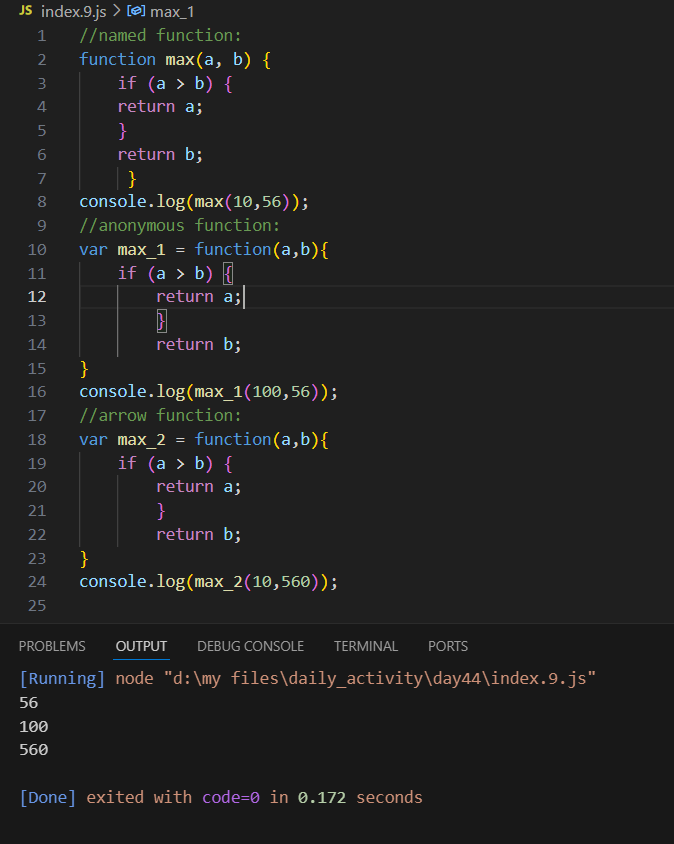 JS index.9.js > max_1
1 //named function:
2 function max(a, b) {
3 if (a > b) {
4 return a;
5 }
6 return b;
7 }
8 console.log(max(10,56));
9 //anonymous function:
10 var max_1 = function(a,b){
11 if (a > b) {
12 return a;
13 }
14 return b;
15 }
16 console.log(max_1(100,56));
17 //arrow function:
18 var max_2 = function(a,b){
19 if (a > b) {
20 return a;
21 }
22 return b;
23 }
24 console.log(max_2(10,560));
25
PROBLEMS OUTPUT DEBUG CONSOLE TERMINAL PORTS
[Running] node "d:\my files\daily_activity\day44\index.9.js"
56
100
560
[Done] exited with code=0 in 0.172 seconds